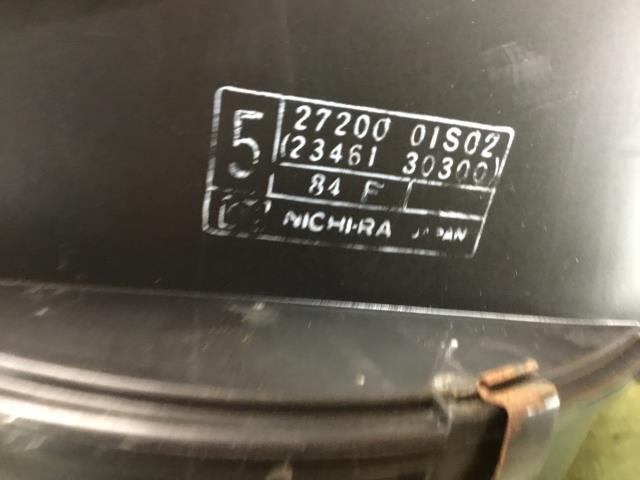 5
27200 01S02
(23461 30300)
84 F
NICHI-RA JAPAN